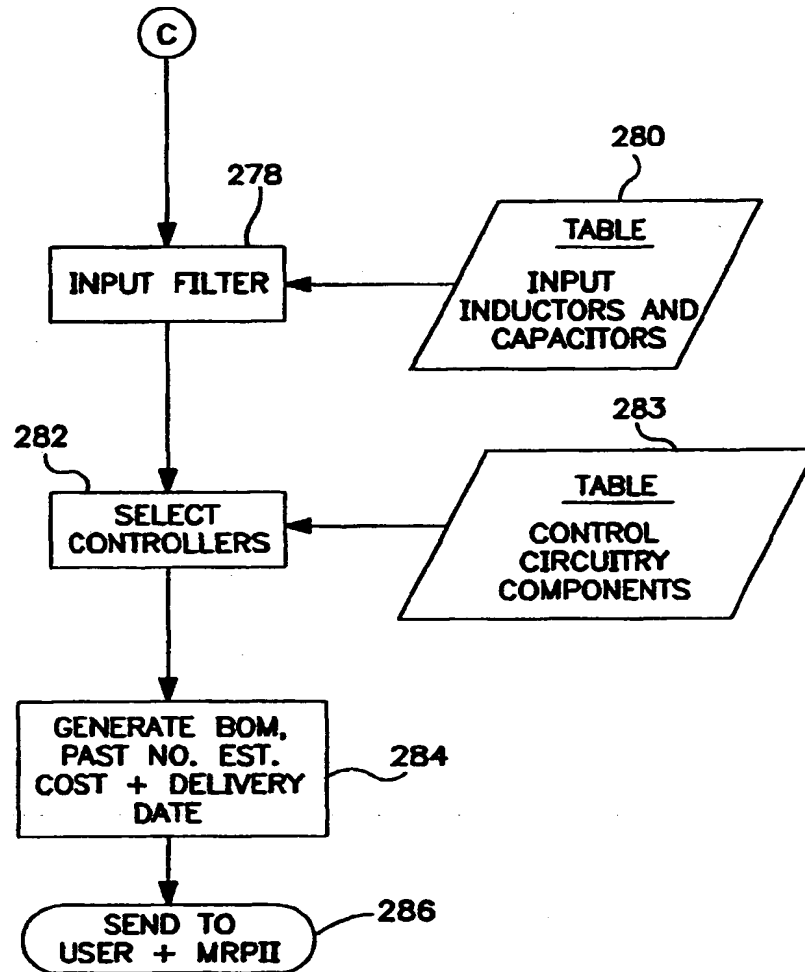 C
278
INPUT FILTER
280
TABLE
INPUT
INDUCTORS AND
CAPACITORS
282
SELECT
CONTROLLERS
283
TABLE
CONTROL
CIRCUITRY
COMPONENTS
GENERATE BOM,
PAST NO. EST.
COST + DELIVERY
DATE
284
SEND TO
USER + MRPII
286